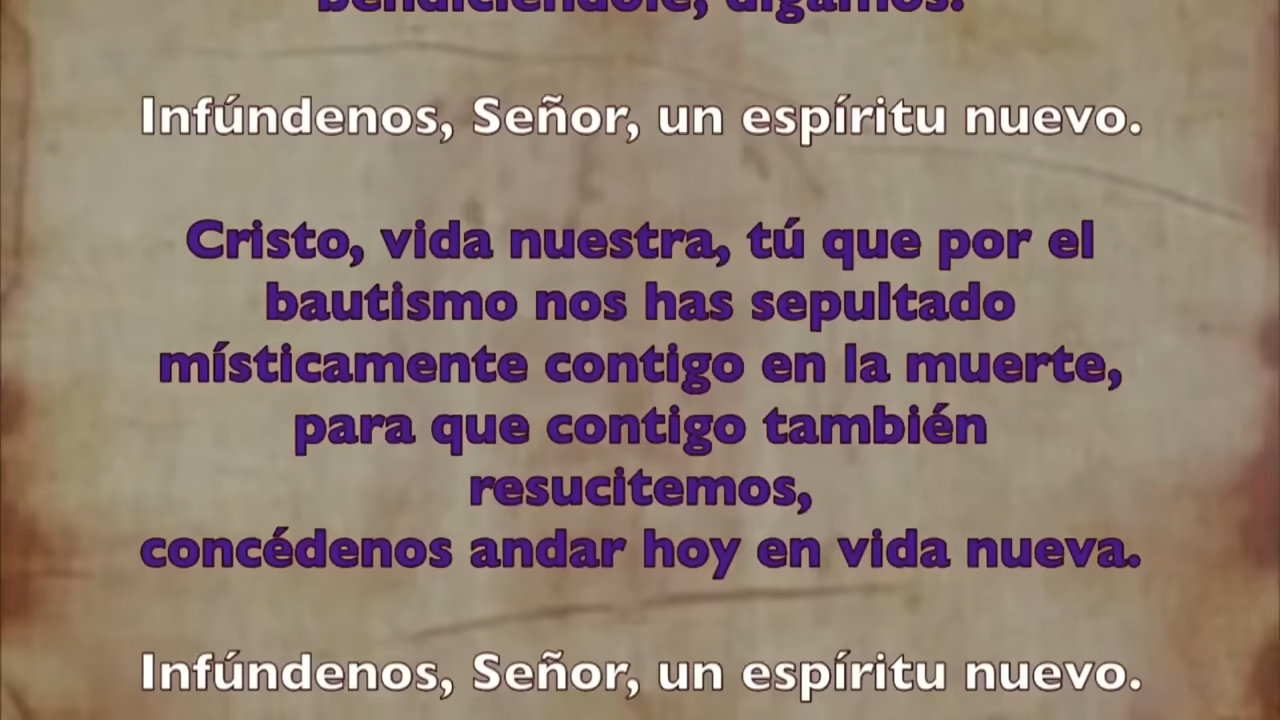 bendiciéndole, digamos:
Infúndenos, Señor, un espíritu nuevo.
Cristo, vida nuestra, tú que por el
bautismo nos has sepultado
místicamente contigo en la muerte,
para que contigo también
resucitemos,
concédenos andar hoy en vida nueva.
Infúndenos, Señor, un espíritu nuevo.